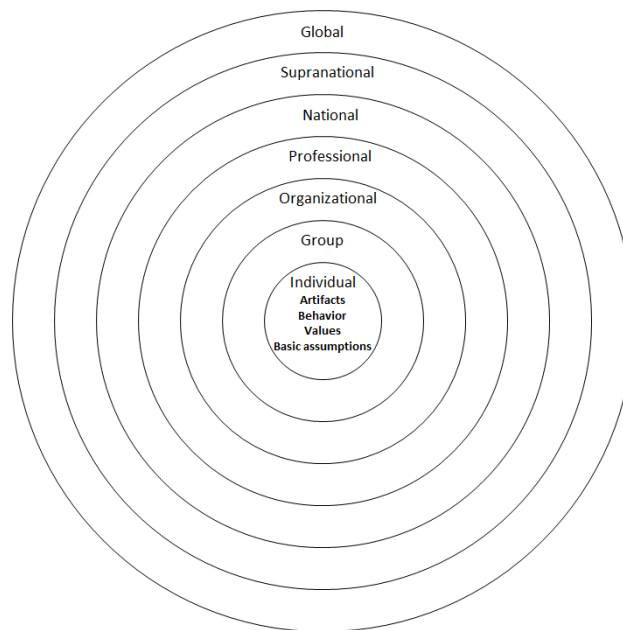 Global
Supranational
National
Professional
Organizational
Group
Individual
Artifacts
Behavior
Values
Basic assumptions